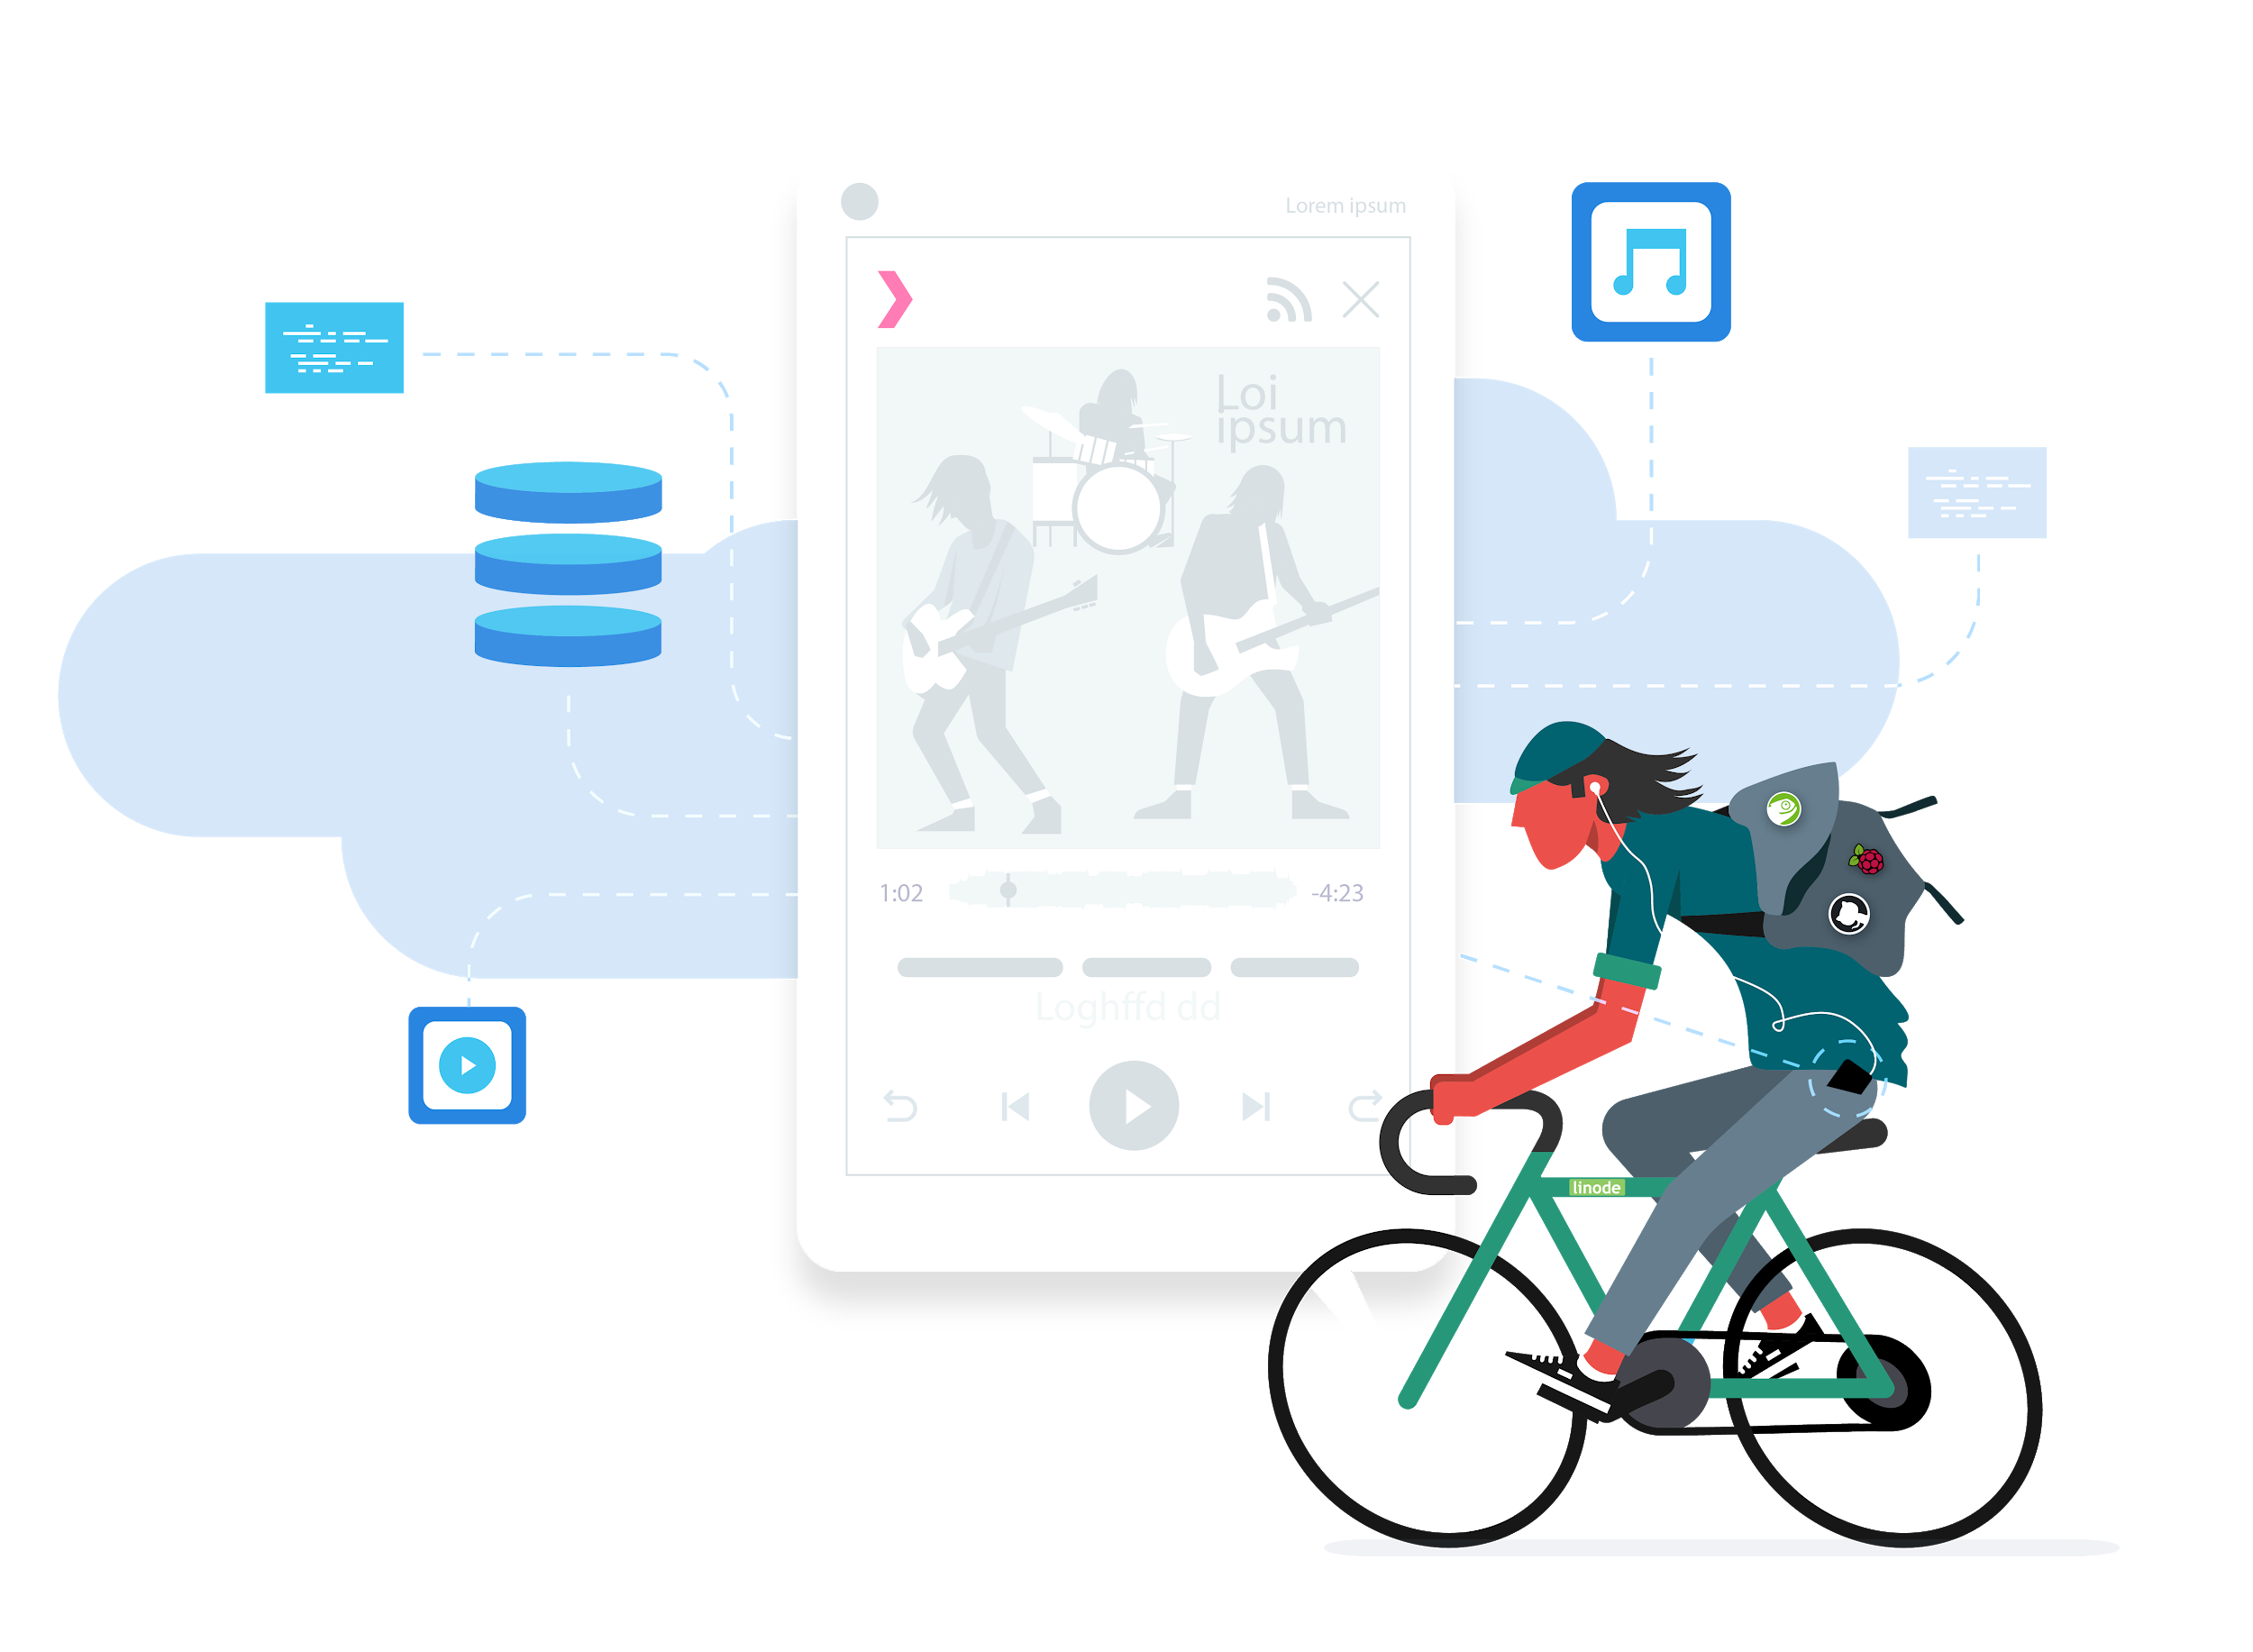 Lorem ipsum
Loi
ipsum
1:02
-4:23
Loghffd dd
linode